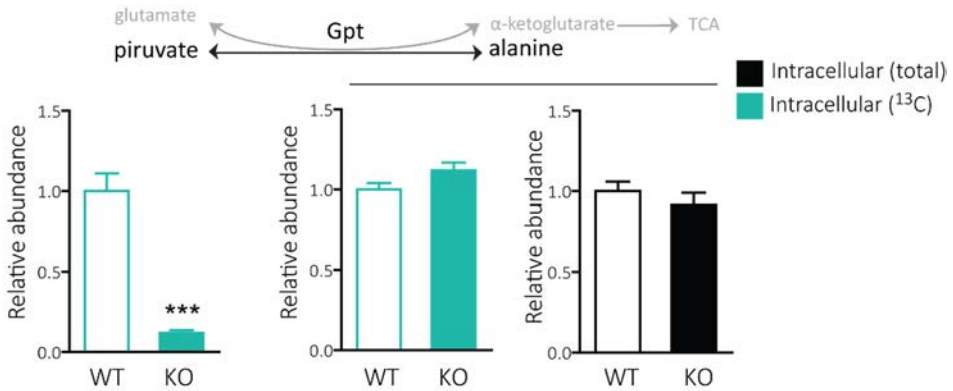 glutamate Gpt α-ketoglutarate TCA
piruvate alanine
Intracellular (total)
Intracellular (¹³C)
Relative abundance
1.5
1.0
0.5
0.0
***
WT KO
Relative abundance
1.5
1.0
0.5
0.0
WT KO
Relative abundance
1.5
1.0
0.5
0.0
WT KO